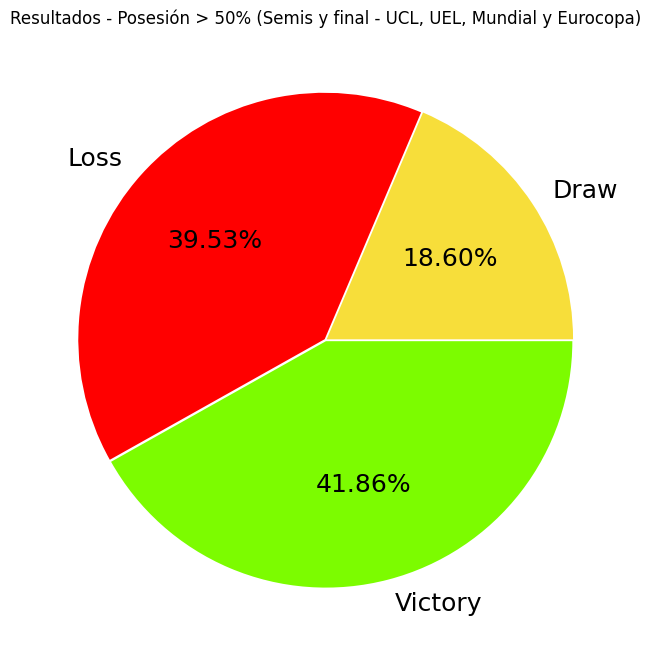 Resultados - Posesión > 50% (Semis y final - UCL, UEL, Mundial y Eurocopa)
Loss
Draw
39.53%
18.60%
41.86%
Victory